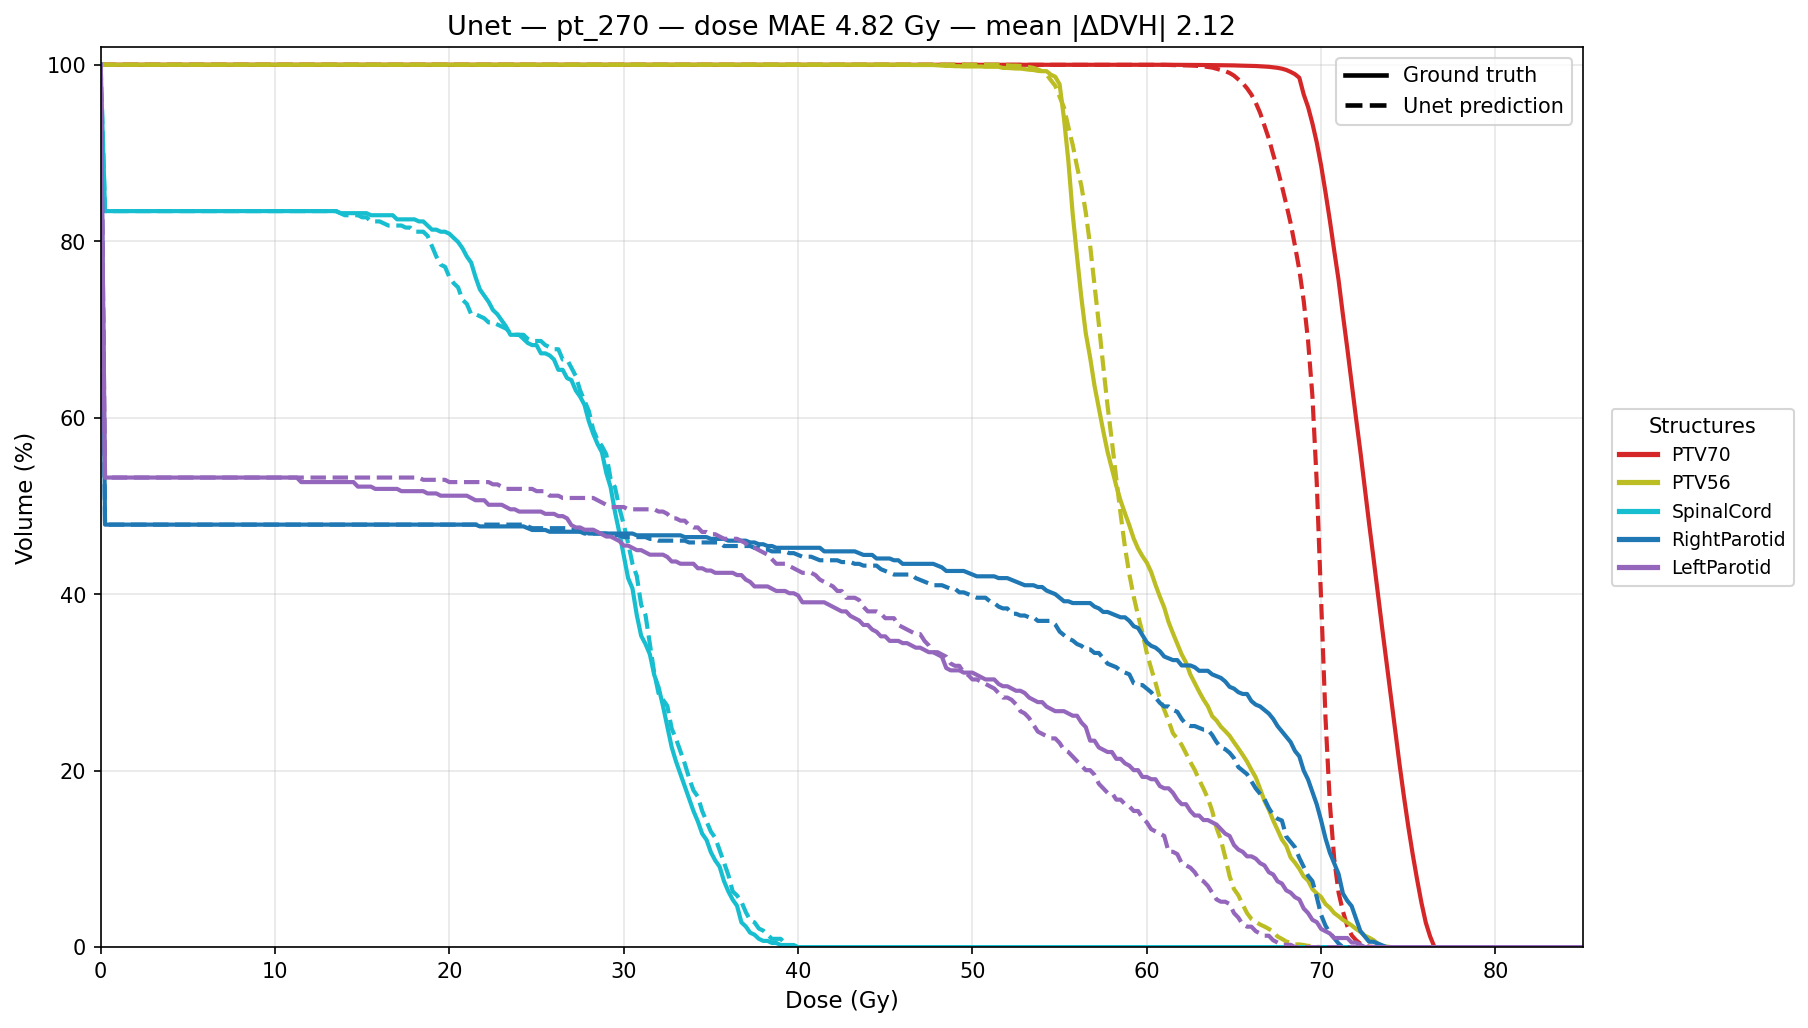 Unet — pt_270 — dose MAE 4.82 Gy — mean |ΔDVH| 2.12
Ground truth
Unet prediction
Volume (%)
100
80
60
40
20
0
0 10 20 30 40 50 60 70 80
Dose (Gy)
Structures
PTV70
PTV56
SpinalCord
RightParotid
LeftParotid